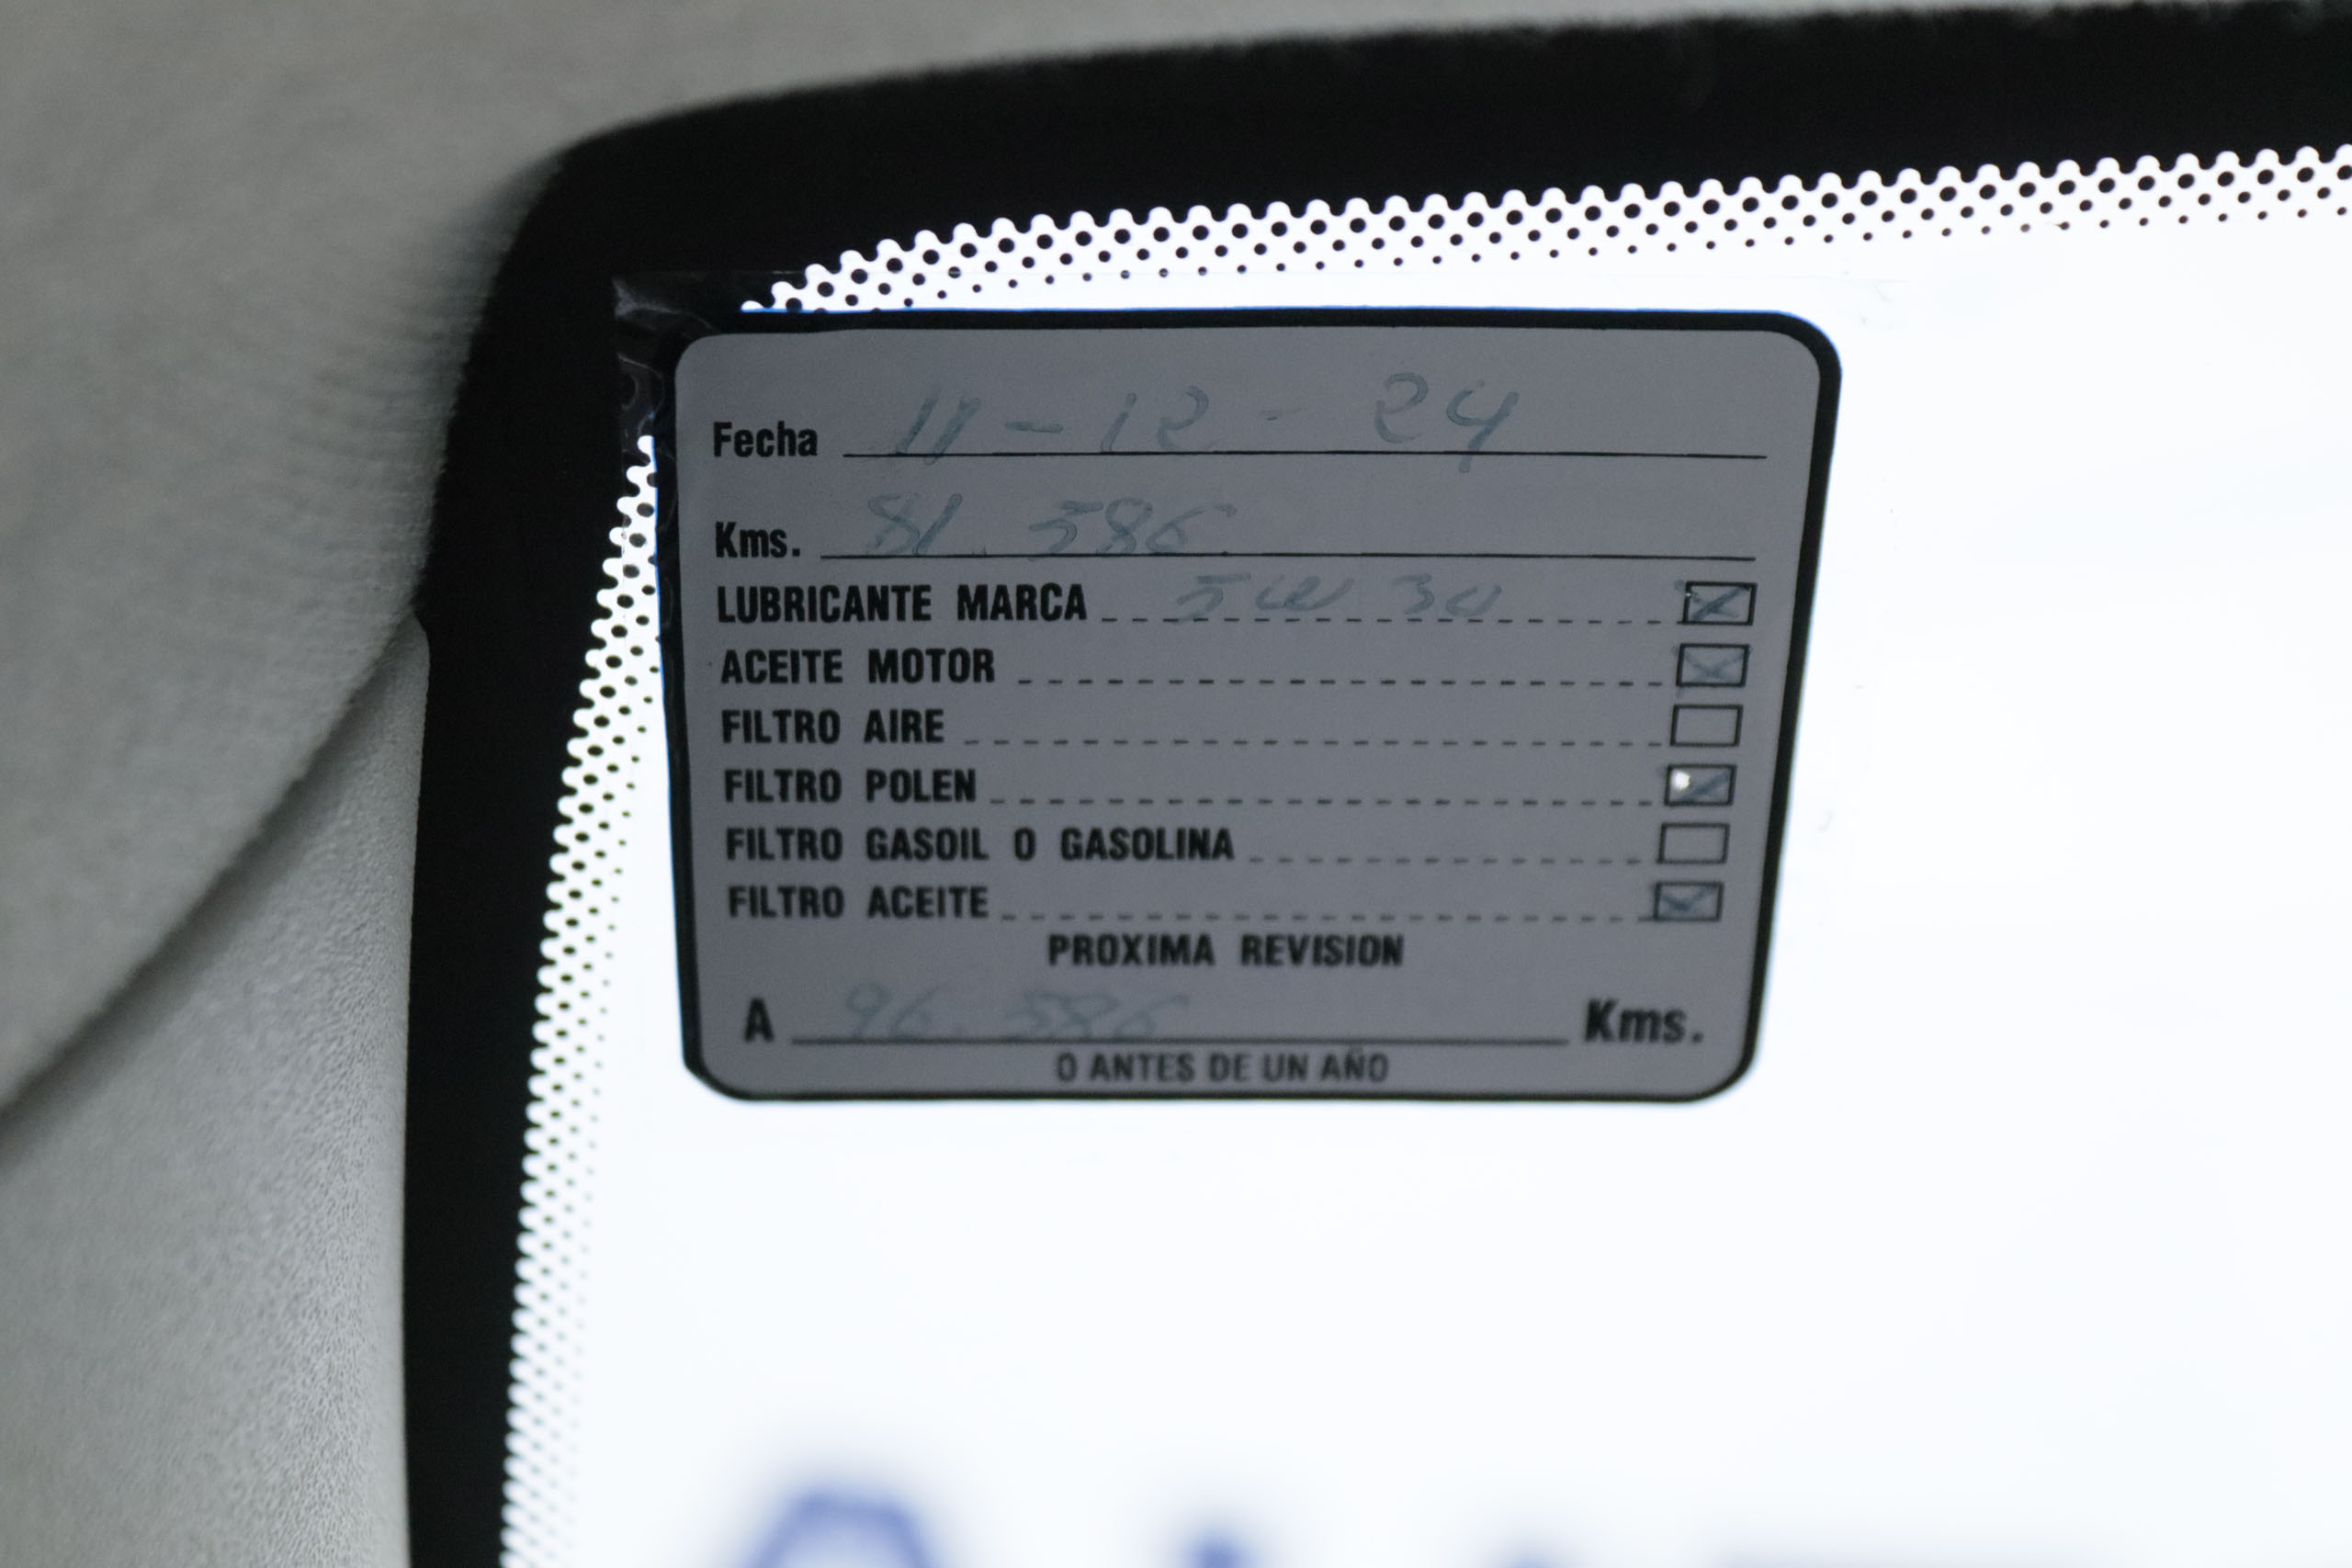 Fecha 11 - 12 - 24
Kms. 81.586
LUBRICANTE MARCA 5W 30
ACEITE MOTOR
FILTRO AIRE
FILTRO POLEN
FILTRO GASOIL O GASOLINA
FILTRO ACEITE
PROXIMA REVISION
A 96.586 Kms.
O ANTES DE UN AÑO